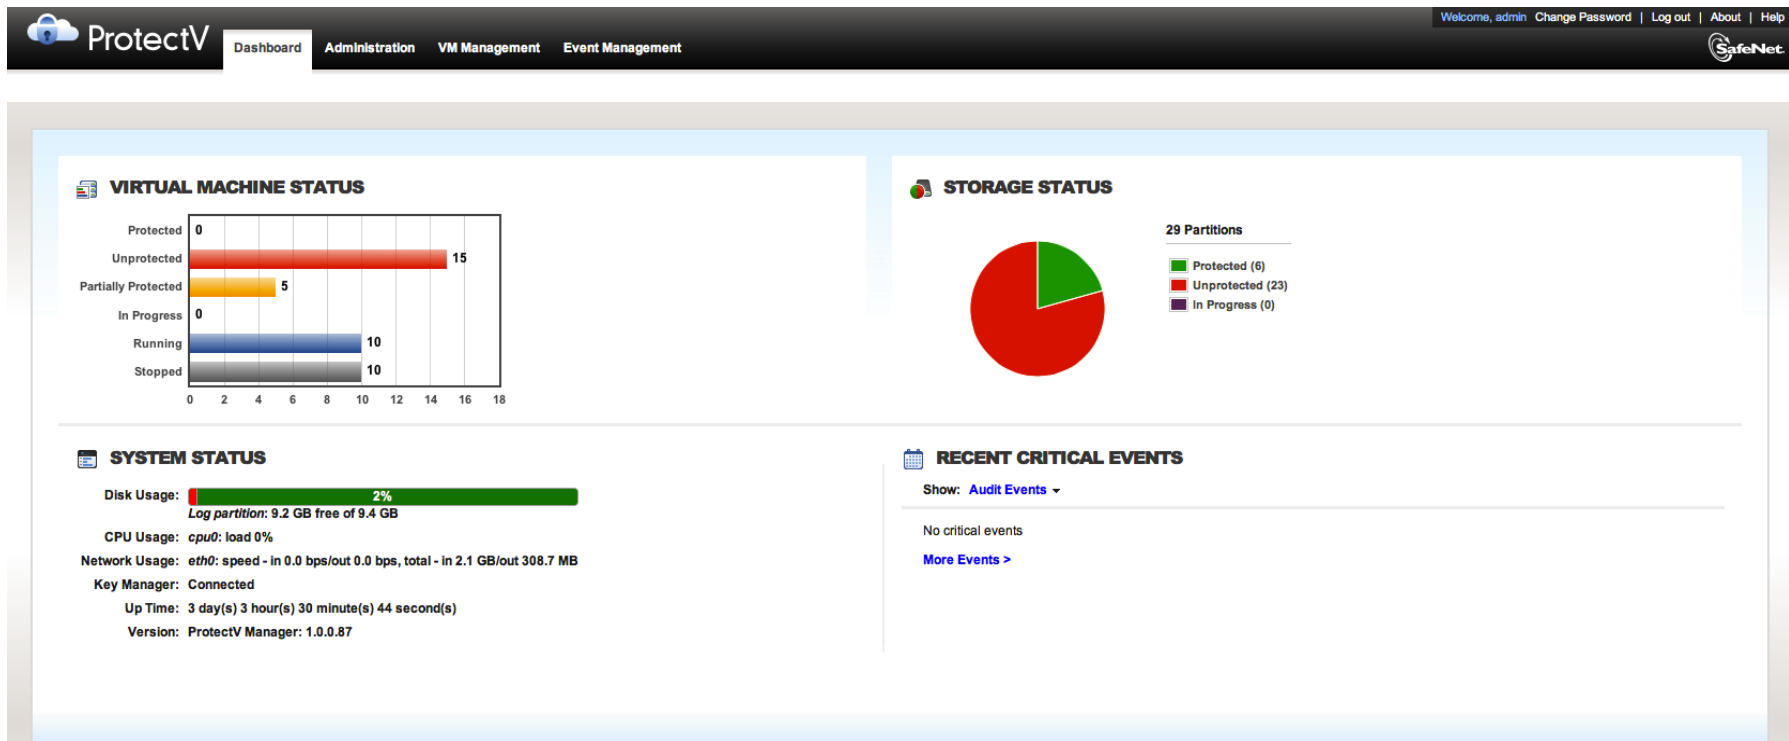 Welcome, admin Change Password | Log out | About | Help
ProtectV Dashboard Administration VM Management Event Management
SafeNet.
VIRTUAL MACHINE STATUS
Protected 0
Unprotected 15
Partially Protected 5
In Progress 0
Running 10
Stopped 10
0 2 4 6 8 10 12 14 16 18
STORAGE STATUS
29 Partitions
Protected (6)
Unprotected (23)
In Progress (0)
SYSTEM STATUS
Disk Usage: 2%
Log partition: 9.2 GB free of 9.4 GB
CPU Usage: cpu0: load 0%
Network Usage: eth0: speed - in 0.0 bps/out 0.0 bps, total - in 2.1 GB/out 308.7 MB
Key Manager: Connected
Up Time: 3 day(s) 3 hour(s) 30 minute(s) 44 second(s)
Version: ProtectV Manager: 1.0.0.87
RECENT CRITICAL EVENTS
Show: Audit Events
No critical events
More Events >